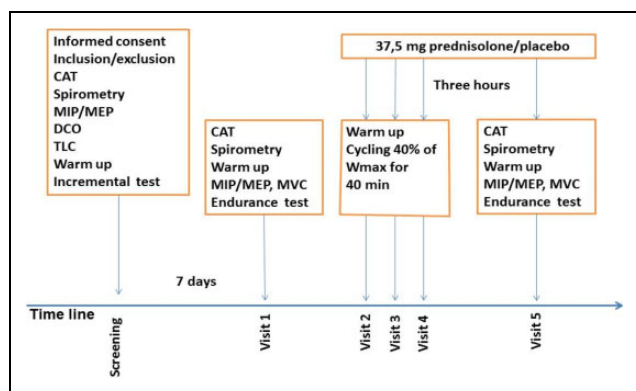 Informed consent
Inclusion/exclusion
CAT
Spirometry
MIP/MEP
DCO
TLC
Warm up
Incremental test
CAT
Spirometry
Warm up
MIP/MEP, MVC
Endurance test
37,5 mg prednisolone/placebo
Three hours
Warm up
Cycling 40% of
Wmax for
40 min
CAT
Spirometry
Warm up
MIP/MEP, MVC
Endurance test
7 days
Time line
Screening
Visit 1
Visit 2
Visit 3
Visit 4
Visit 5